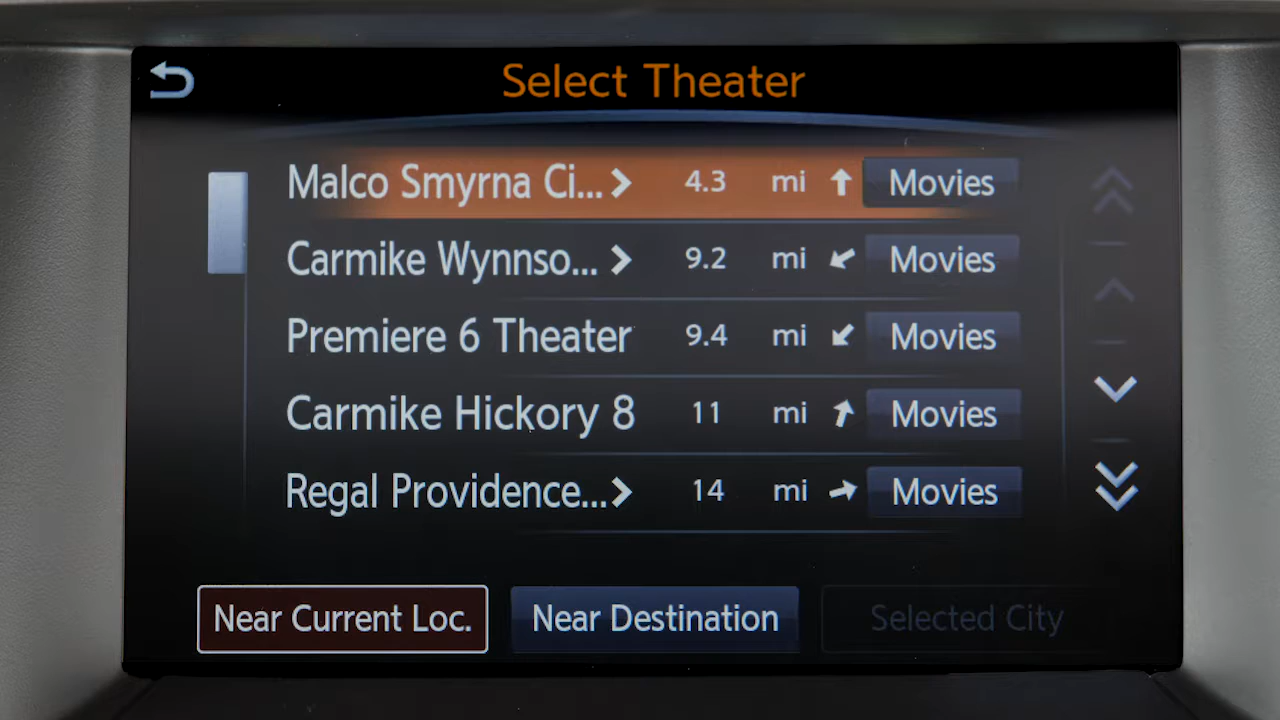 Select Theater
Malco Smyrna Ci... 4.3 mi Movies
Carmike Wynnso... 9.2 mi Movies
Premiere 6 Theater 9.4 mi Movies
Carmike Hickory 8 11 mi Movies
Regal Providence... 14 mi Movies
Near Current Loc. Near Destination Selected City